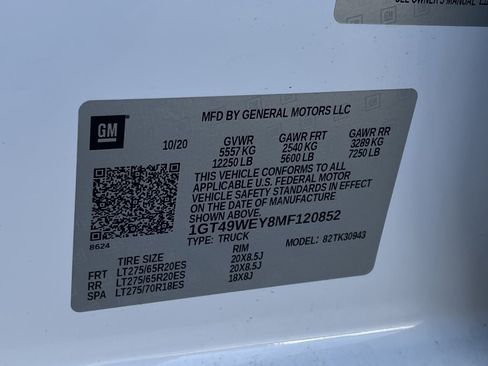 SEE OWNER'S MANUAL
GM
MFD BY GENERAL MOTORS LLC
10/20 GVWR GAWR FRT GAWR RR
5557 KG 2540 KG 3289 KG
12250 LB 5600 LB 7250 LB
THIS VEHICLE CONFORMS TO ALL
APPLICABLE U.S. FEDERAL MOTOR
VEHICLE SAFETY STANDARDS IN EFFECT
ON THE DATE OF MANUFACTURE
SHOWN ABOVE.
1GT49WEY8MF120852
8624
TYPE: TRUCK MODEL: 82TK30943
TIRE SIZE RIM
FRT LT275/65R20ES 20X8.5J
RR LT275/65R20ES 20X8.5J
SPA LT275/70R18ES 18X8J